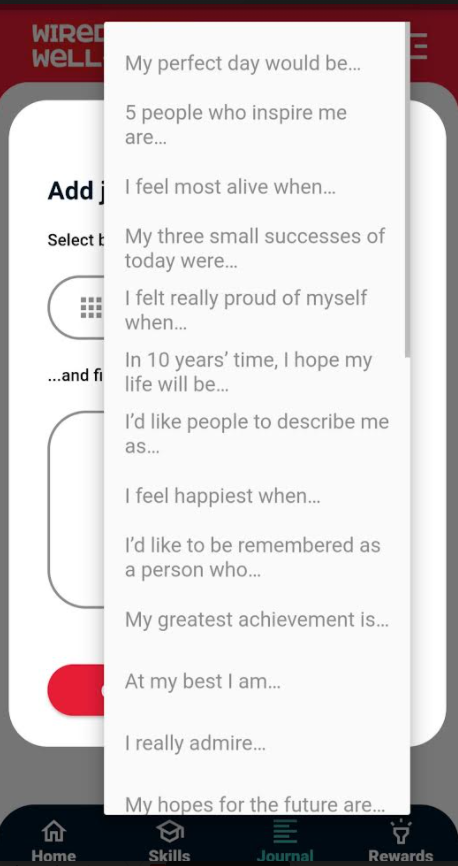 WIRED
WELL
My perfect day would be…
5 people who inspire me
are…
I feel most alive when…
My three small successes of
today were…
I felt really proud of myself
when…
In 10 years’ time, I hope my
life will be…
I’d like people to describe me
as…
I feel happiest when…
I’d like to be remembered as
a person who…
My greatest achievement is…
At my best I am…
I really admire…
My hopes for the future are…
Add j
Select b
...and fi
Home
Skills
Journal
Rewards